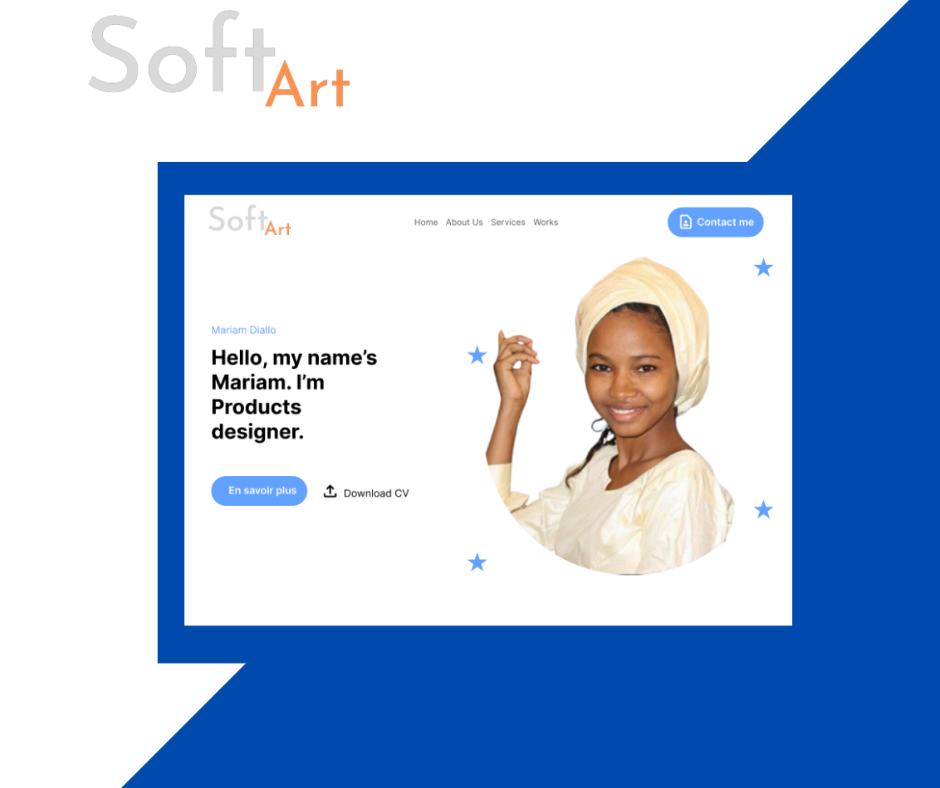 Soft
Art
Soft
Art
Home About Us Services Works
Contact me
Mariam Diallo
Hello, my name’s
Mariam. I’m
Products
designer.
En savoir plus
Download CV